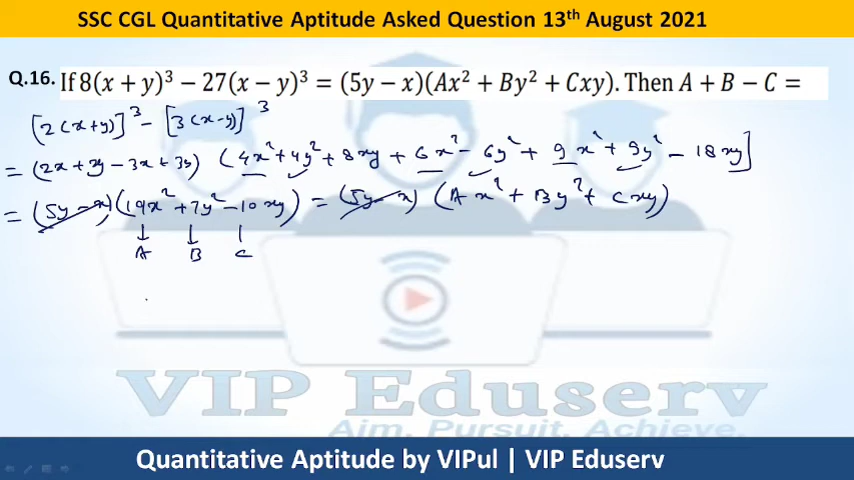 SSC CGL Quantitative Aptitude Asked Question 13th August 2021
Q.16. If 8(x + y)³ − 27(x − y)³ = (5y − x)(Ax² + By² + Cxy). Then A + B − C =
[2(x+y)]³ − [3(x−y)]³
= (2x + 2y − 3x + 3y) (4x² + 4y² + 8xy + 6x² − 6y² + 9x² + 9y² − 18xy]
= (5y − x)(19x² + 7y² − 10xy) = (5y − x) (Ax² + By² + Cxy)
↓ ↓ |
A B C
VIP Eduserv
Aim. Pursuit. Achieve.
Quantitative Aptitude by VIPul | VIP Eduserv